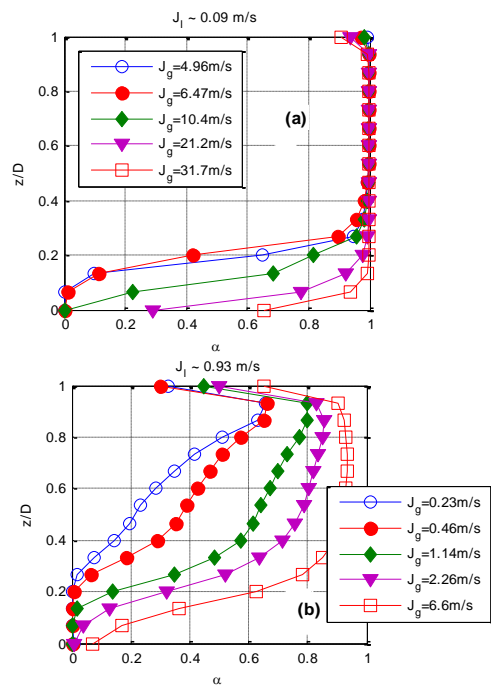 J_l ~ 0.09 m/s
1
0.8
0.6
0.4
0.2
0
z/D
J_g=4.96m/s
J_g=6.47m/s
J_g=10.4m/s
J_g=21.2m/s
J_g=31.7m/s
(a)
0 0.2 0.4 0.6 0.8 1
α
J_l ~ 0.93 m/s
1
0.8
0.6
0.4
0.2
0
z/D
J_g=0.23m/s
J_g=0.46m/s
J_g=1.14m/s
J_g=2.26m/s
J_g=6.6m/s
(b)
0 0.2 0.4 0.6 0.8 1
α